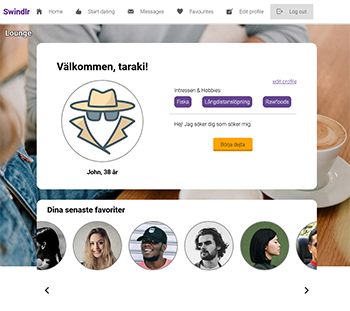 Swindlr Home Start dating Messages Favourites Edit profile Log out
Lounge
Välkommen, taraki!
edit profile
Intressen & Hobbies:
Fiska Långdistanslöpning Rawfoods
Hej! Jag söker dig som söker mig.
Börja dejta
John, 38 år
Dina senaste favoriter